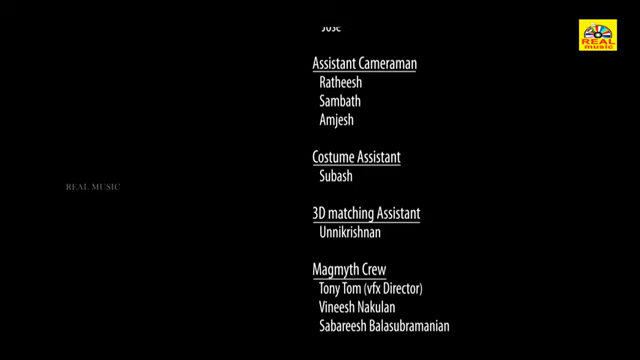 Jose
REAL
music
Assistant Cameraman
Ratheesh
Sambath
Amjesh
Costume Assistant
Subash
REAL MUSIC
3D matching Assistant
Unnikrishnan
Magmyth Crew
Tony Tom (vfx Director)
Vineesh Nakulan
Sabareesh Balasubramanian